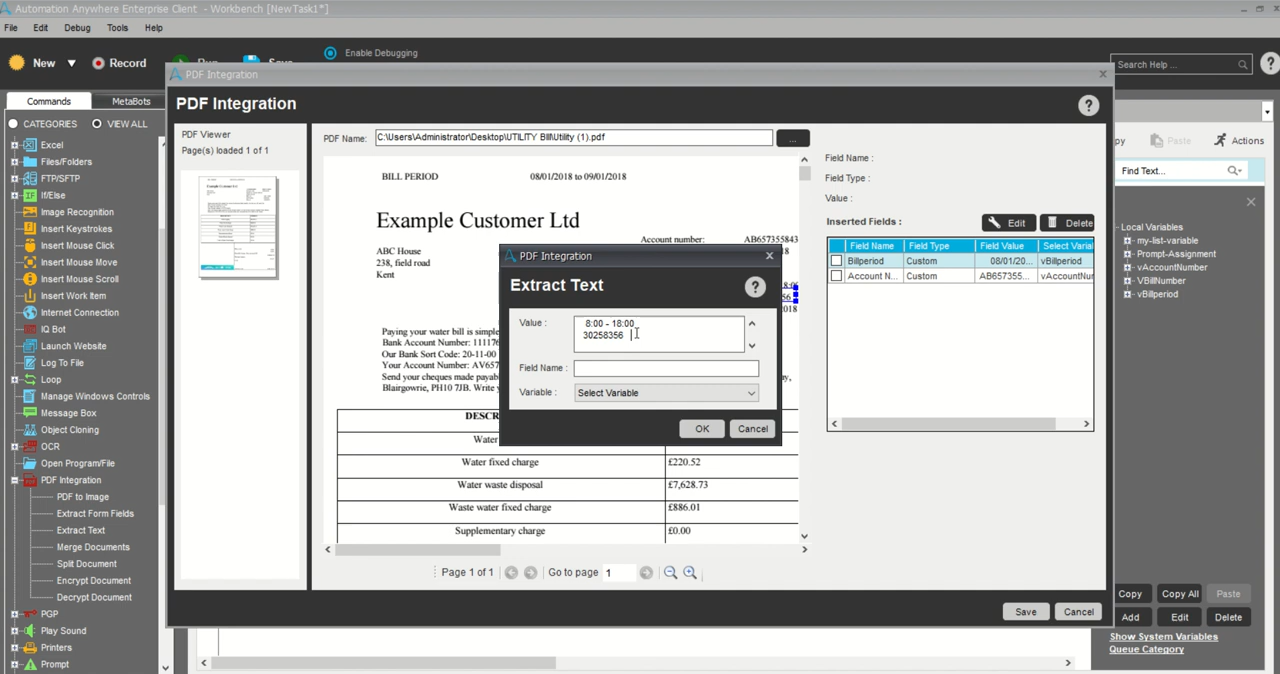 Automation Anywhere Enterprise Client - Workbench [NewTask1*]
File Edit Debug Tools Help
New Record Save Enable Debugging
Search Help ...
PDF Integration
PDF Integration
Commands MetaBots
CATEGORIES VIEW ALL
Excel
Files/Folders
FTP/SFTP
If/Else
Image Recognition
Insert Keystrokes
Insert Mouse Click
Insert Mouse Move
Insert Mouse Scroll
Insert Work Item
Internet Connection
IQ Bot
Launch Website
Log To File
Loop
Manage Windows Controls
Message Box
Object Cloning
OCR
Open Program/File
PDF Integration
PDF to Image
Extract Form Fields
Extract Text
Merge Documents
Split Document
Encrypt Document
Decrypt Document
PGP
Play Sound
Printers
Prompt
PDF Viewer
Page(s) loaded 1 of 1
PDF Name: C:\Users\Administrator\Desktop\UTILITY Bill\Utility (1).pdf ...
BILL PERIOD 08/01/2018 to 09/01/2018
Example Customer Ltd
Account number: AB657355843
ABC House
238, field road
Kent
Paying your water bill is simple
Bank Account Number: 11117
Our Bank Sort Code: 20-11-00
Your Account Number: AV657
Send your cheques made payab
Blairgowrie, PH10 7JB. Write y
DESCR
Water
Water fixed charge £220.52
Water waste disposal £7,628.73
Waste water fixed charge £886.01
Supplementary charge £0.00
Page 1 of 1 Go to page 1
PDF Integration
Extract Text
Value : 8:00 - 18:00
30258356
Field Name :
Variable : Select Variable
OK Cancel
Field Name :
Field Type :
Value :
Inserted Fields : Edit Delete
Field Name Field Type Field Value Select Varial
Billperiod Custom 08/01/20... vBillperiod
Account N... Custom AB657355... vAccountNur
Save Cancel
py Paste Actions
Find Text...
Local Variables
my-list-variable
Prompt-Assignment
vAccountNumber
VBillNumber
vBillperiod
Copy Copy All Paste
Add Edit Delete
Show System Variables
Queue Category